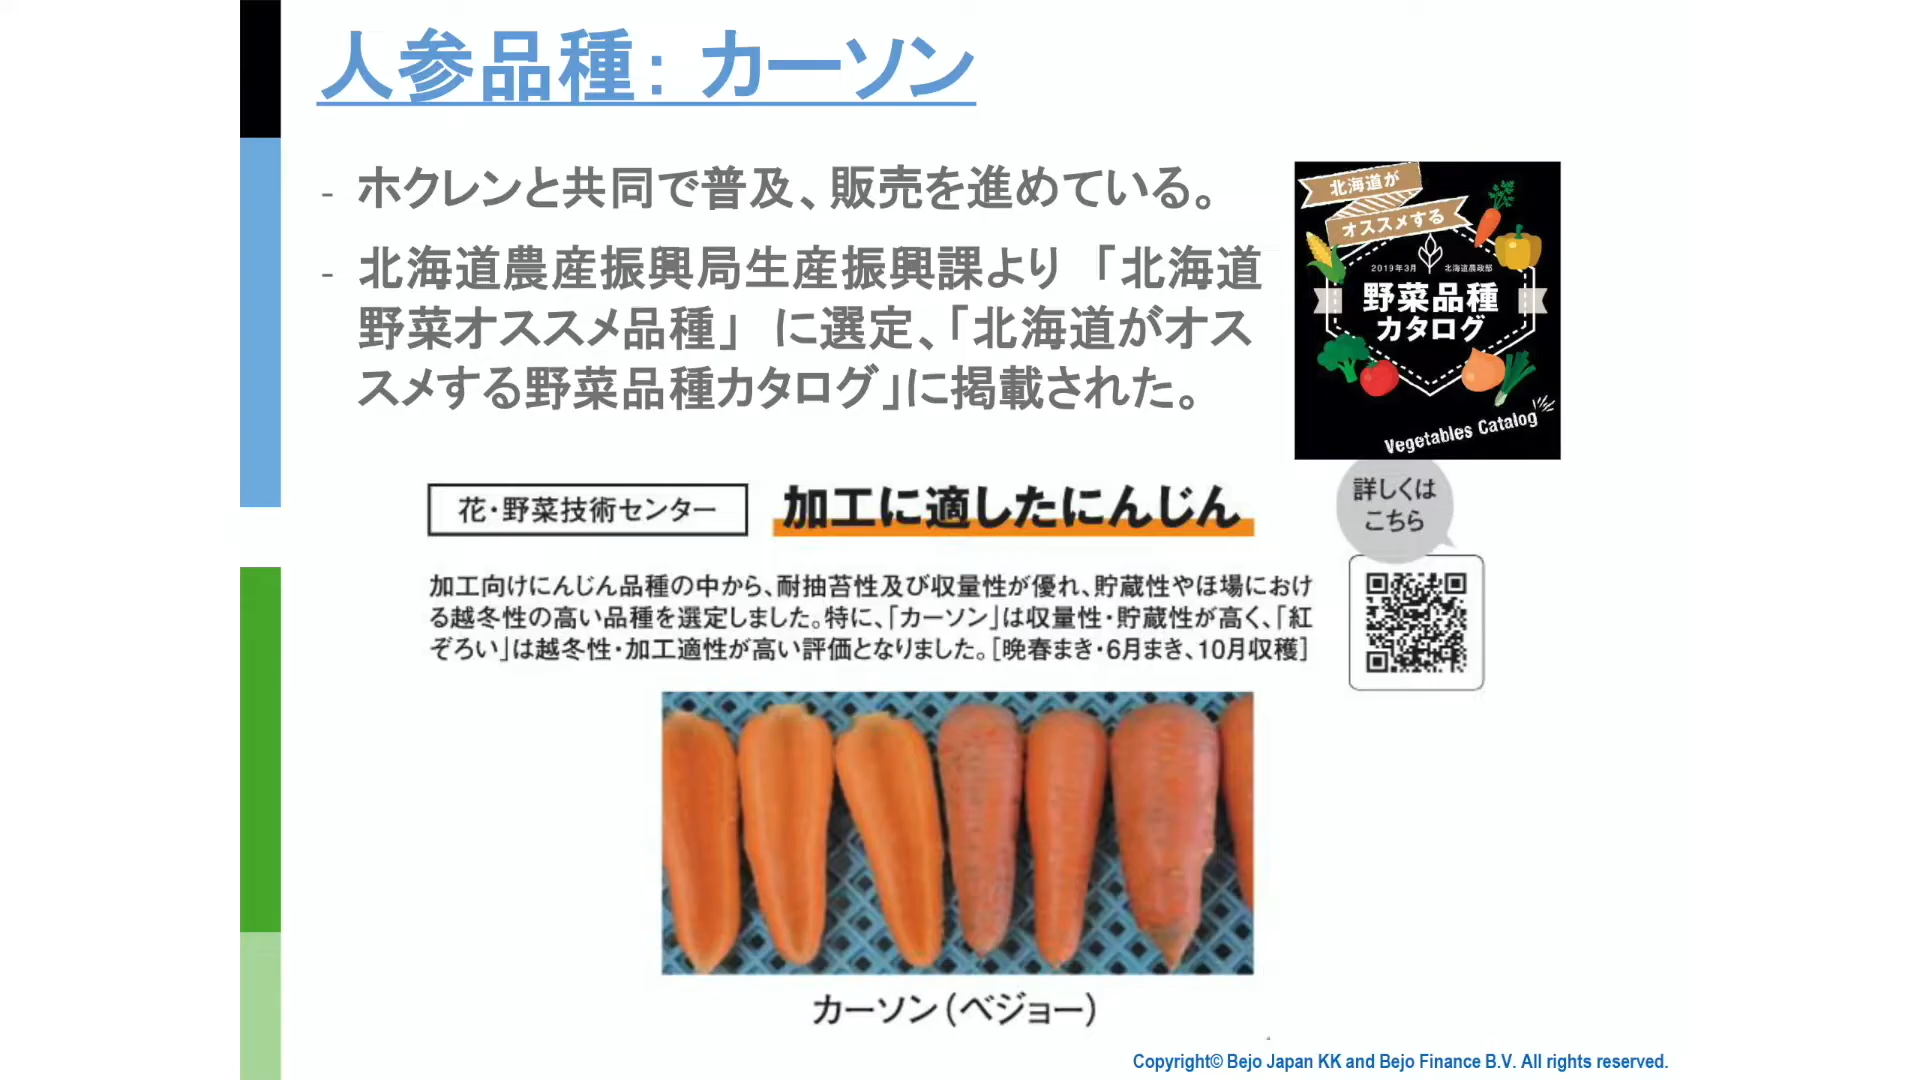 人参品種：カーソン
- ホクレンと共同で普及、販売を進めている。
- 北海道農産振興局生産振興課より「北海道
野菜オススメ品種」に選定、「北海道がオス
スメする野菜品種カタログ」に掲載された。
北海道が
オススメする
2019年3月 北海道農政部
野菜品種
カタログ
Vegetables Catalog
花・野菜技術センター
加工に適したにんじん
詳しくは
こちら
加工向けにんじん品種の中から、耐抽苔性及び収量性が優れ、貯蔵性やほ場におけ
る越冬性の高い品種を選定しました。特に、「カーソン」は収量性・貯蔵性が高く、「紅
ぞろい」は越冬性・加工適性が高い評価となりました。[晩春まき・6月まき、10月収穫]
カーソン(ベジョー)
Copyright© Bejo Japan KK and Bejo Finance B.V. All rights reserved.